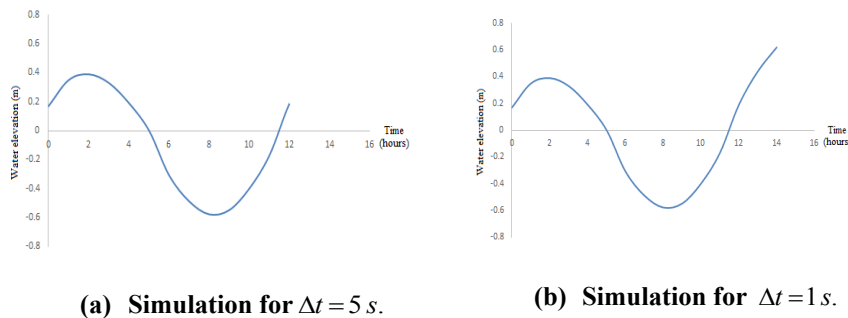 0.8
0.6
0.4
0.2
0
-0.2
-0.4
-0.6
-0.8
Water elevation (m)
0 2 4 6 8 10 12 14 16
Time
(hours)
(a) Simulation for Δt = 5 s.
0.8
0.6
0.4
0.2
0
-0.2
-0.4
-0.6
-0.8
Water elevation (m)
0 2 4 6 8 10 12 14 16
Time
(hours)
(b) Simulation for Δt = 1 s.